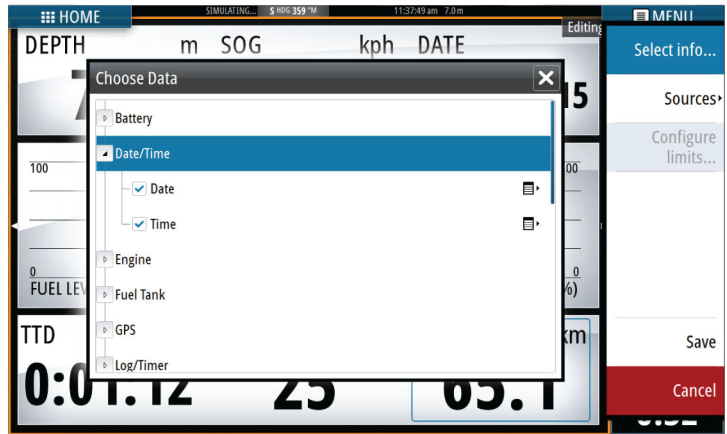 HOME
SIMULATING... S HDG 359 °M 11:37:49 am 7.0 m
MENU
Editing
DEPTH m SOG kph DATE
Select info...
Choose Data
15
Sources
Battery
Configure
limits...
Date/Time
100
00
Date
Time
Engine
0
0
FUEL LEV
%)
Fuel Tank
GPS
TTD
km
Save
Log/Timer
0:01:12 25 65.1
Cancel